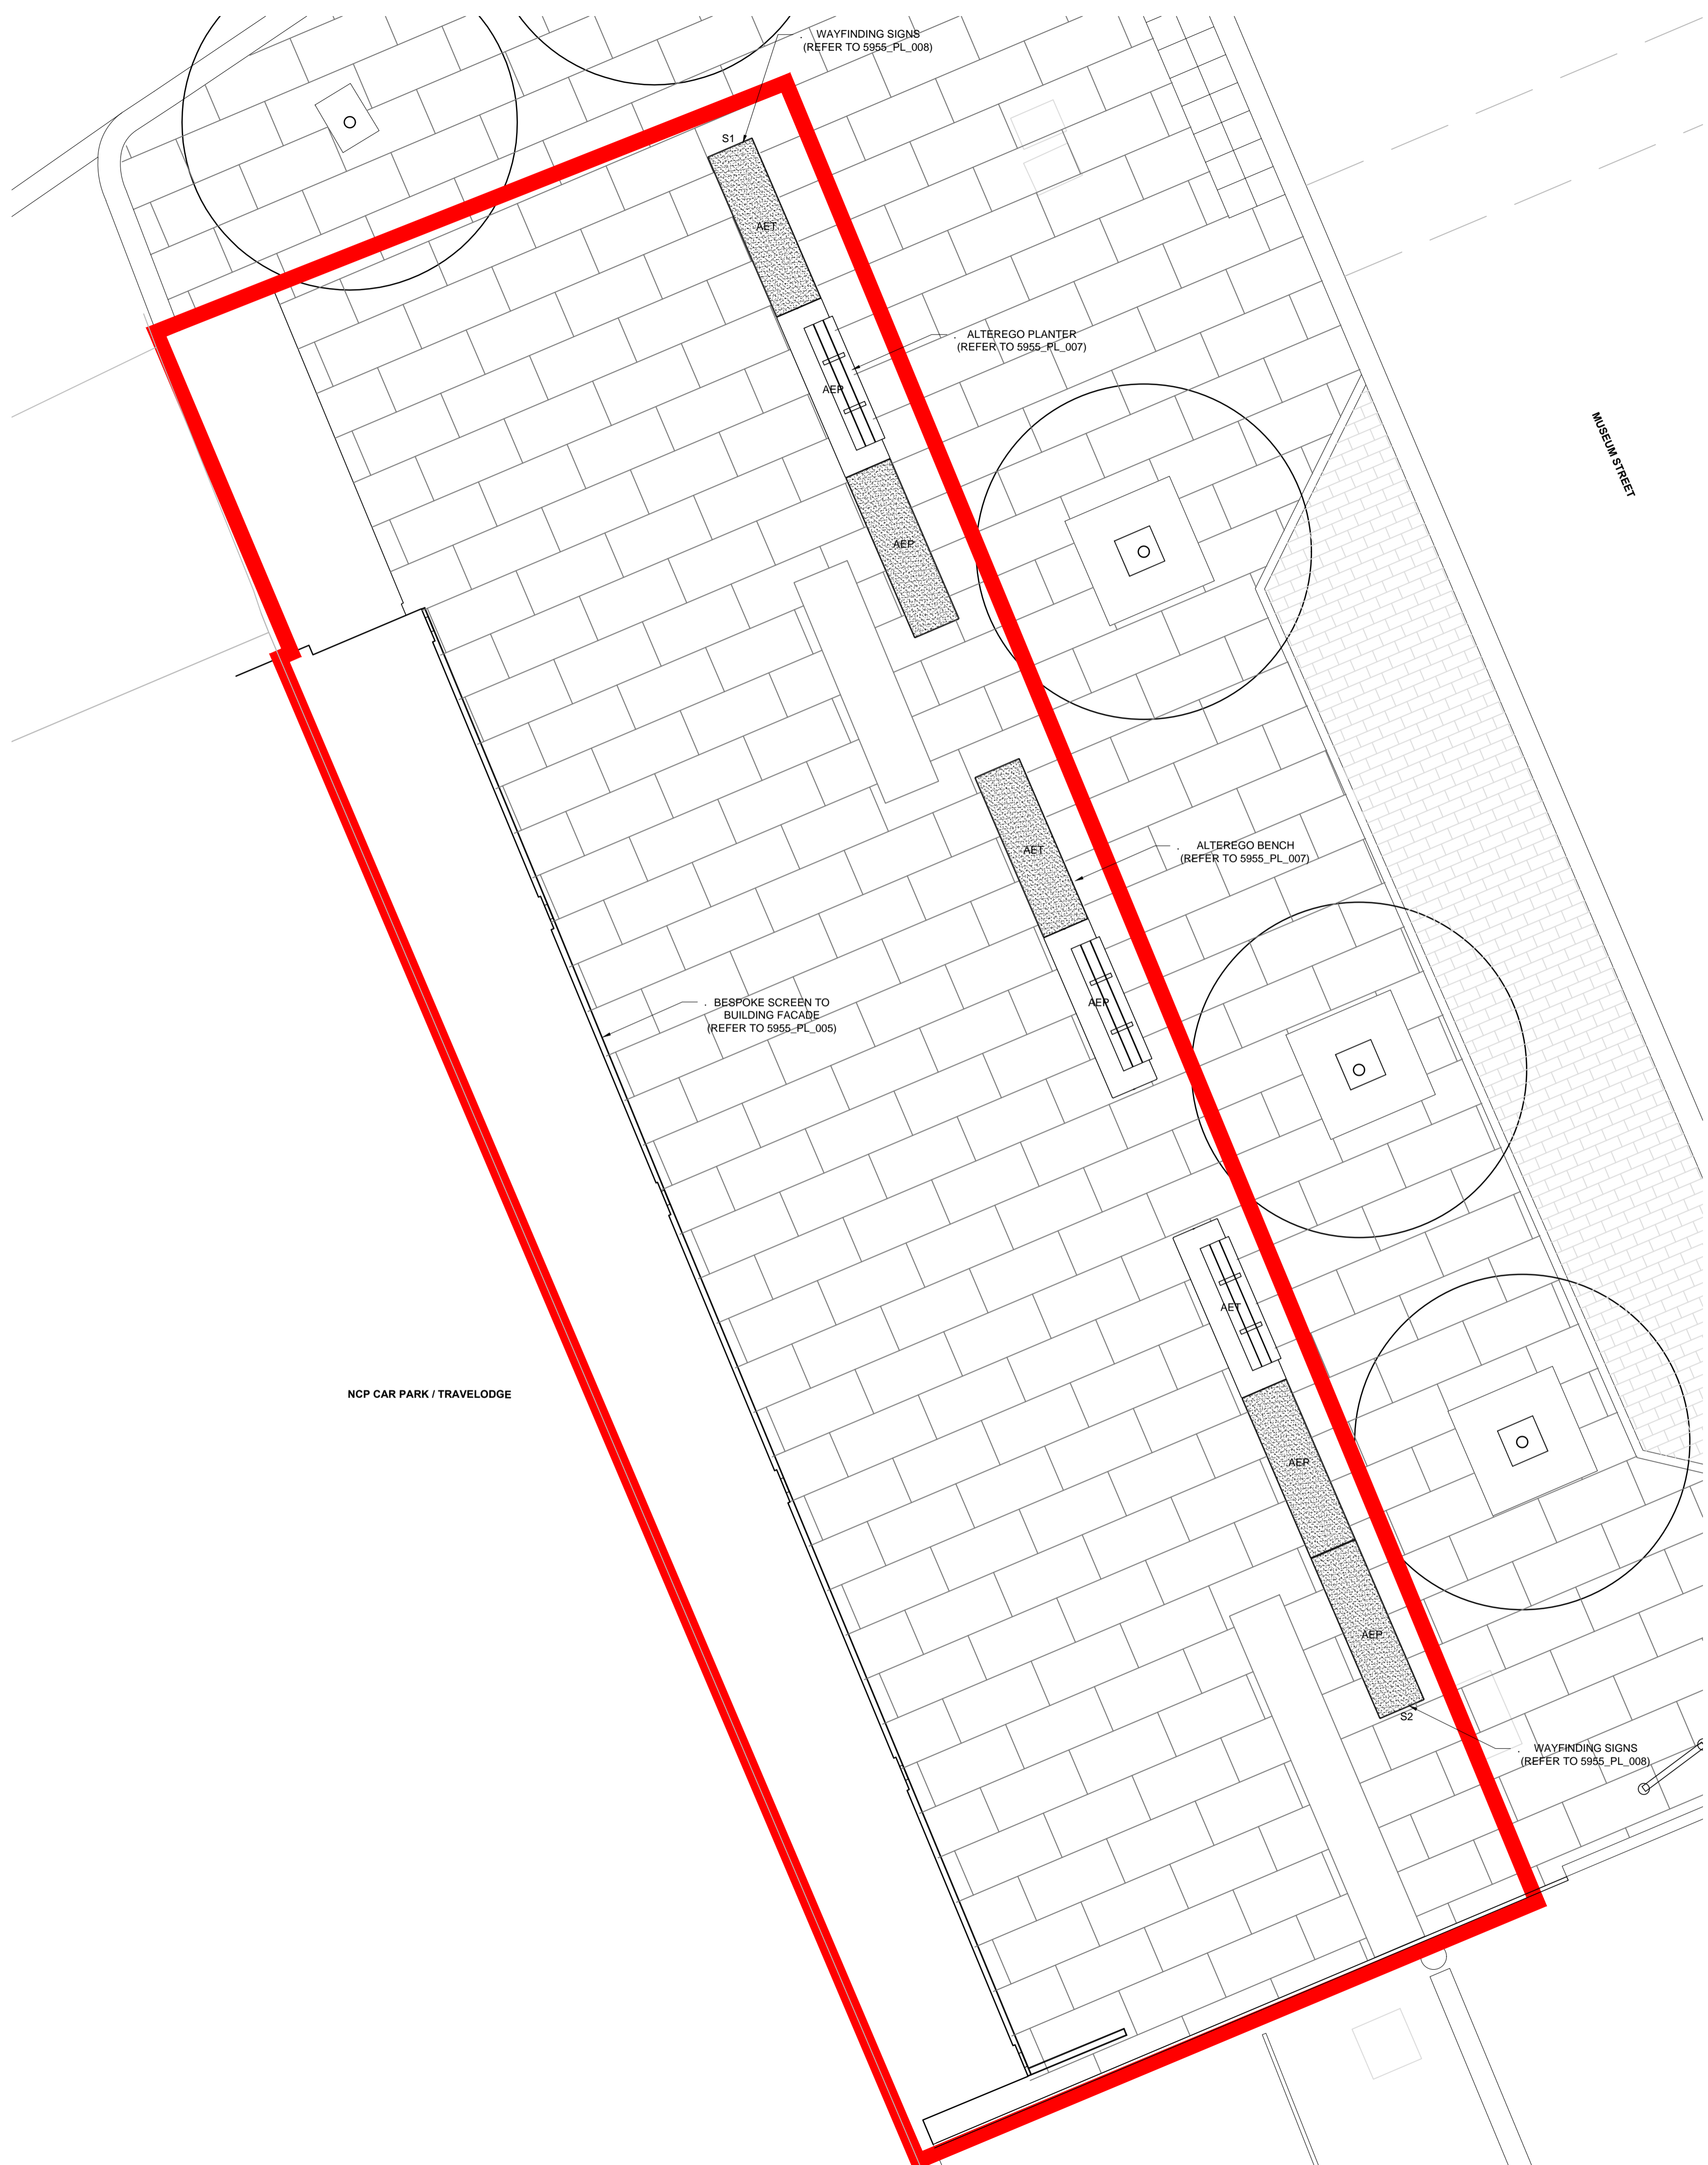 WAYFINDING SIGNS
(REFER TO 5955_PL_008)
S1
AET
ALTEREGO PLANTER
(REFER TO 5955_PL_007)
AEP
MUSEUM STREET
AEP
AET
ALTEREGO BENCH
(REFER TO 5955_PL_007)
AEP
BESPOKE SCREEN TO
BUILDING FACADE
(REFER TO 5955_PL_005)
AET
NCP CAR PARK / TRAVELODGE
AEP
AEP
S2
WAYFINDING SIGNS
(REFER TO 5955_PL_008)